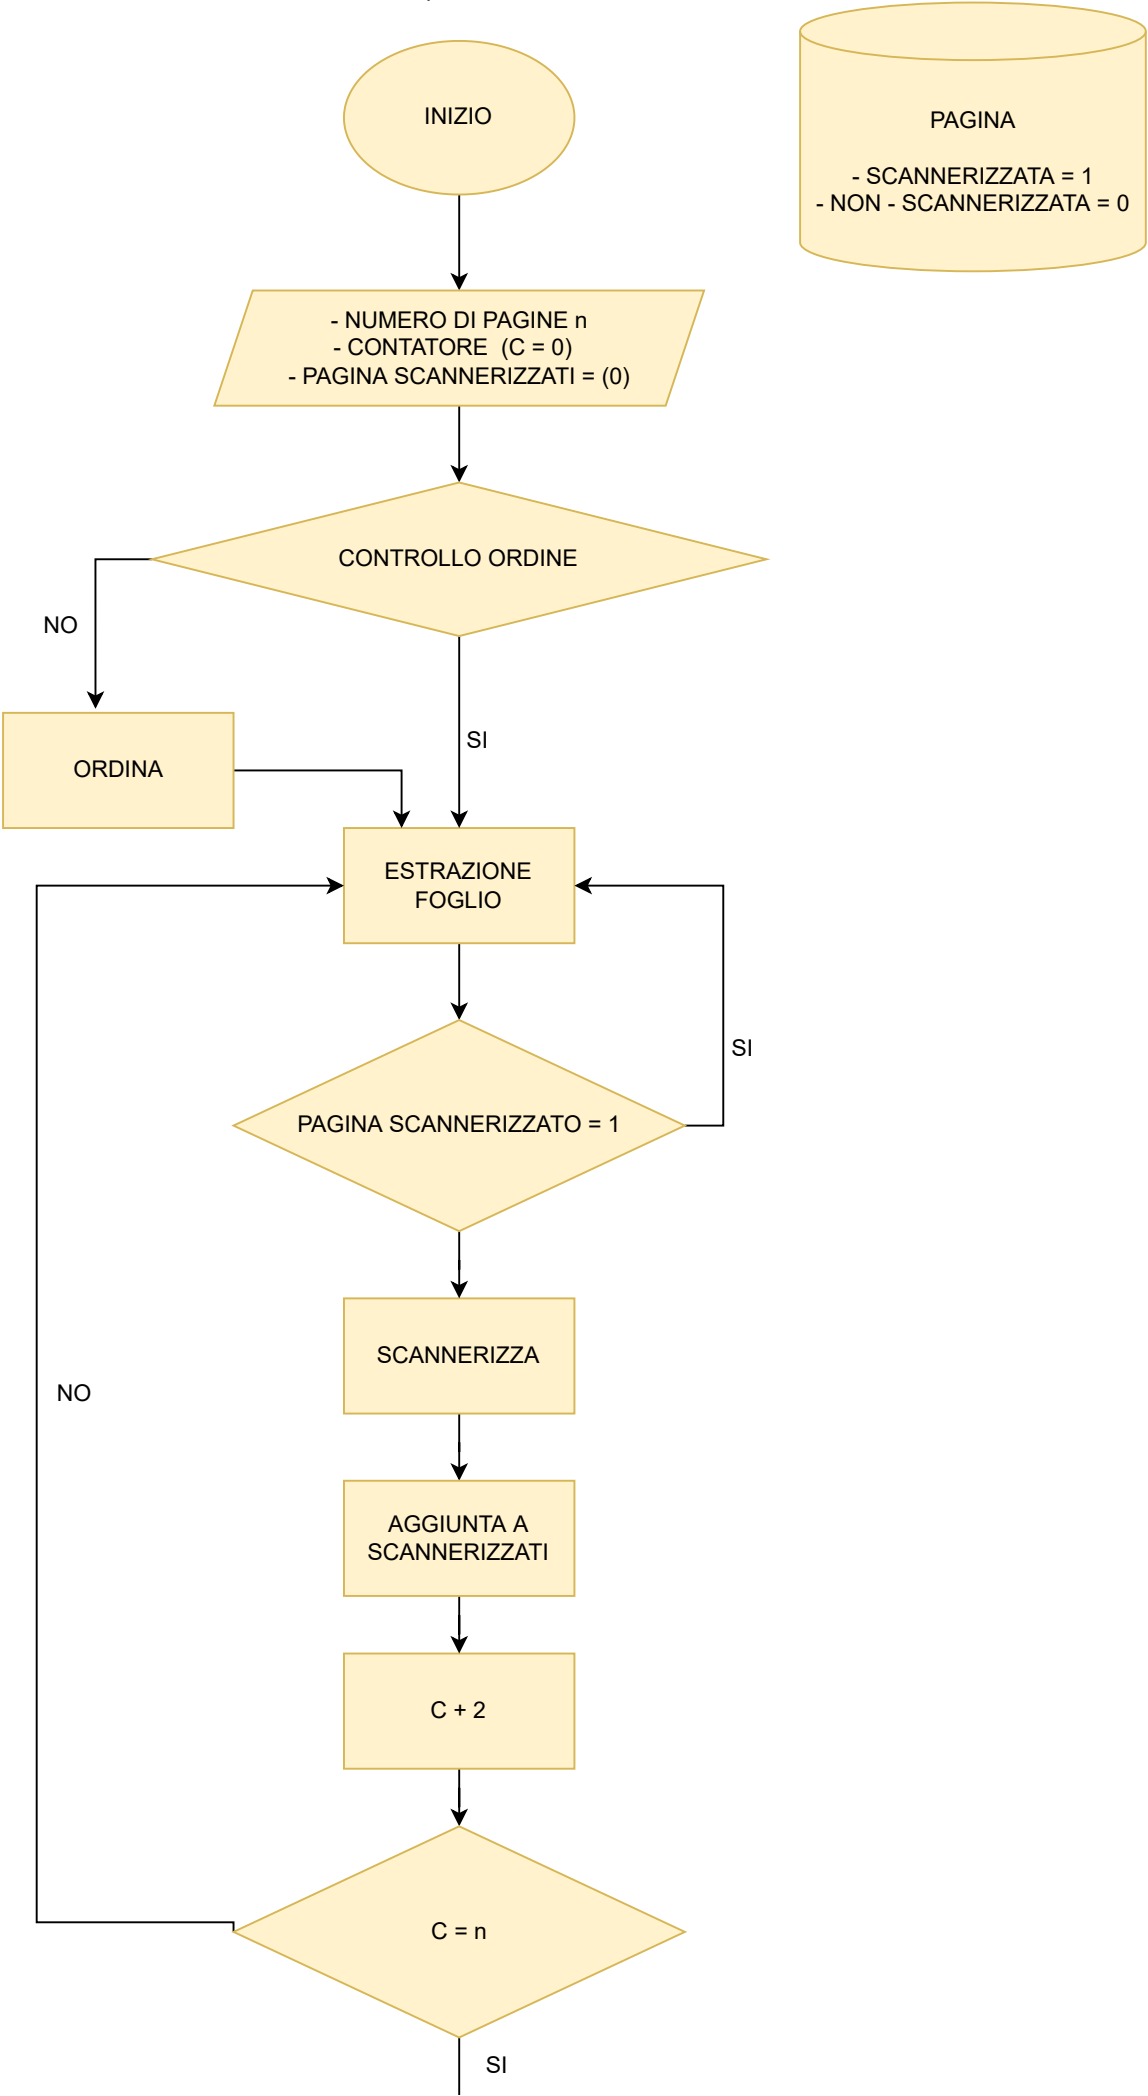 INIZIO
PAGINA
- SCANNERIZZATA = 1
- NON - SCANNERIZZATA = 0
- NUMERO DI PAGINE n
- CONTATORE  (C = 0)
- PAGINA SCANNERIZZATI = (0)
CONTROLLO ORDINE
NO
SI
ORDINA
ESTRAZIONE
FOGLIO
SI
PAGINA SCANNERIZZATO = 1
SCANNERIZZA
NO
AGGIUNTA A
SCANNERIZZATI
C + 2
C = n
SI